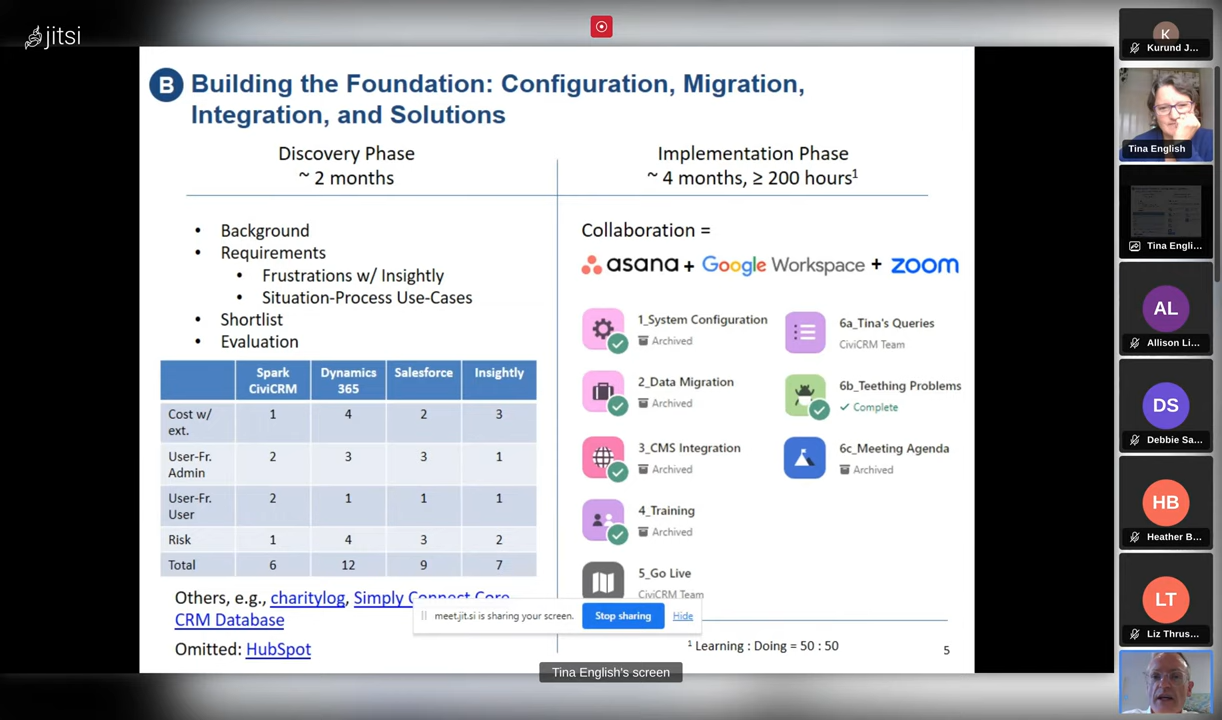 jitsi
B Building the Foundation: Configuration, Migration,
Integration, and Solutions
Discovery Phase
~ 2 months
• Background
• Requirements
• Frustrations w/ Insightly
• Situation-Process Use-Cases
• Shortlist
• Evaluation
Spark CiviCRM Dynamics 365 Salesforce Insightly
Cost w/ ext. 1 4 2 3
User-Fr. Admin 2 3 3 1
User-Fr. User 2 1 1 1
Risk 1 4 3 2
Total 6 12 9 7
Others, e.g., charitylog, Simply Connect Core
CRM Database
Omitted: HubSpot
Implementation Phase
~ 4 months, ≥ 200 hours¹
Collaboration =
asana + Google Workspace + zoom
1_System Configuration
Archived
2_Data Migration
Archived
3_CMS Integration
Archived
4_Training
Archived
5_Go Live
CiviCRM Team
6a_Tina's Queries
CiviCRM Team
6b_Teething Problems
Complete
6c_Meeting Agenda
Archived
meet.jit.si is sharing your screen. Stop sharing Hide
¹ Learning : Doing = 50 : 50
5
Tina English's screen
K
Kurund J...
Tina English
Tina Engli...
AL
Allison Li...
DS
Debbie Sa...
HB
Heather B...
LT
Liz Thrus...